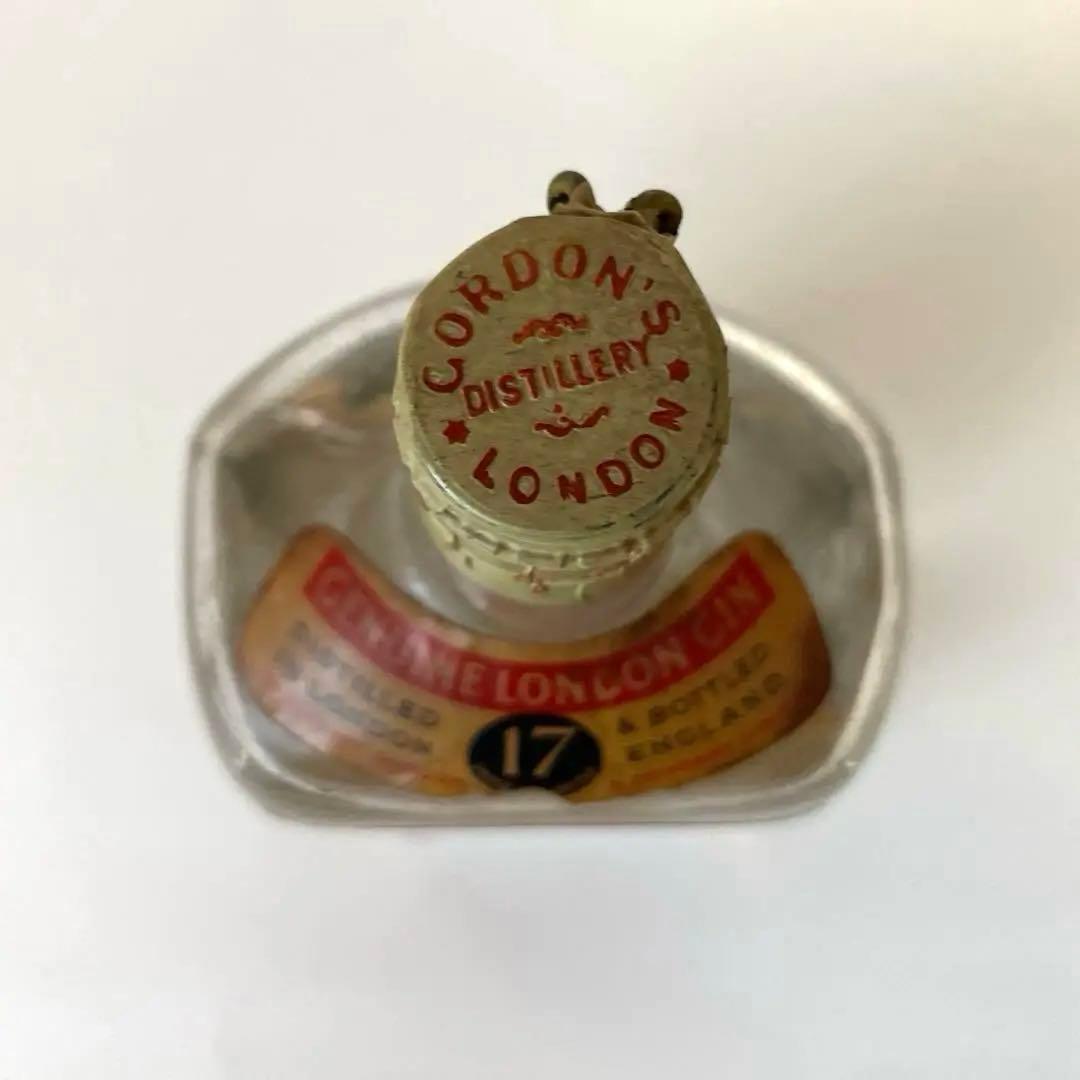 GORDON'S
DISTILLERY
LONDON
GENUINE LONDON GIN
DISTILLED & BOTTLED
IN LONDON ENGLAND
17